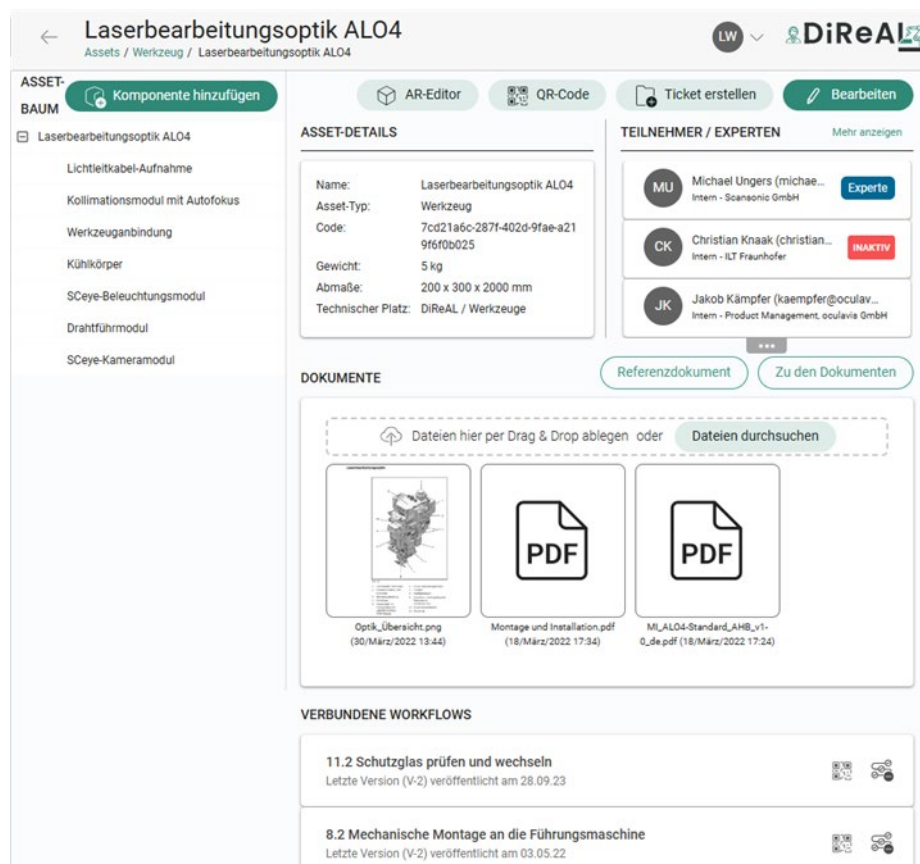 Laserbearbeitungsoptik ALO4
Assets / Werkzeug / Laserbearbeitungsoptik ALO4
LW
DiReAL
ASSET-
BAUM
Komponente hinzufügen
Laserbearbeitungsoptik ALO4
Lichtleitkabel-Aufnahme
Kollimationsmodul mit Autofokus
Werkzeuganbindung
Kühlkörper
SCeye-Beleuchtungsmodul
Drahtführmodul
SCeye-Kameramodul
AR-Editor
QR-Code
Ticket erstellen
Bearbeiten
ASSET-DETAILS
Name: Laserbearbeitungsoptik ALO4
Asset-Typ: Werkzeug
Code: 7cd21a6c-287f-402d-9fae-a21
9f6f0b025
Gewicht: 5 kg
Abmaße: 200 x 300 x 2000 mm
Technischer Platz: DiReAL / Werkzeuge
TEILNEHMER / EXPERTEN
Mehr anzeigen
MU
Michael Ungers (michae...
Intern - Scansonic GmbH
Experte
CK
Christian Knaak (christian...
Intern - ILT Fraunhofer
INAKTIV
JK
Jakob Kämpfer (kaempfer@oculav...
Intern - Product Management, oculavis GmbH
DOKUMENTE
Referenzdokument
Zu den Dokumenten
Dateien hier per Drag & Drop ablegen oder
Dateien durchsuchen
PDF
PDF
Optik_Übersicht.png
(30/März/2022 13:44)
Montage und Installation.pdf
(18/März/2022 17:34)
MI_ALO4-Standard_AHB_v1-
0_de.pdf (18/März/2022 17:24)
VERBUNDENE WORKFLOWS
11.2 Schutzglas prüfen und wechseln
Letzte Version (V-2) veröffentlicht am 28.09.23
8.2 Mechanische Montage an die Führungsmaschine
Letzte Version (V-2) veröffentlicht am 03.05.22